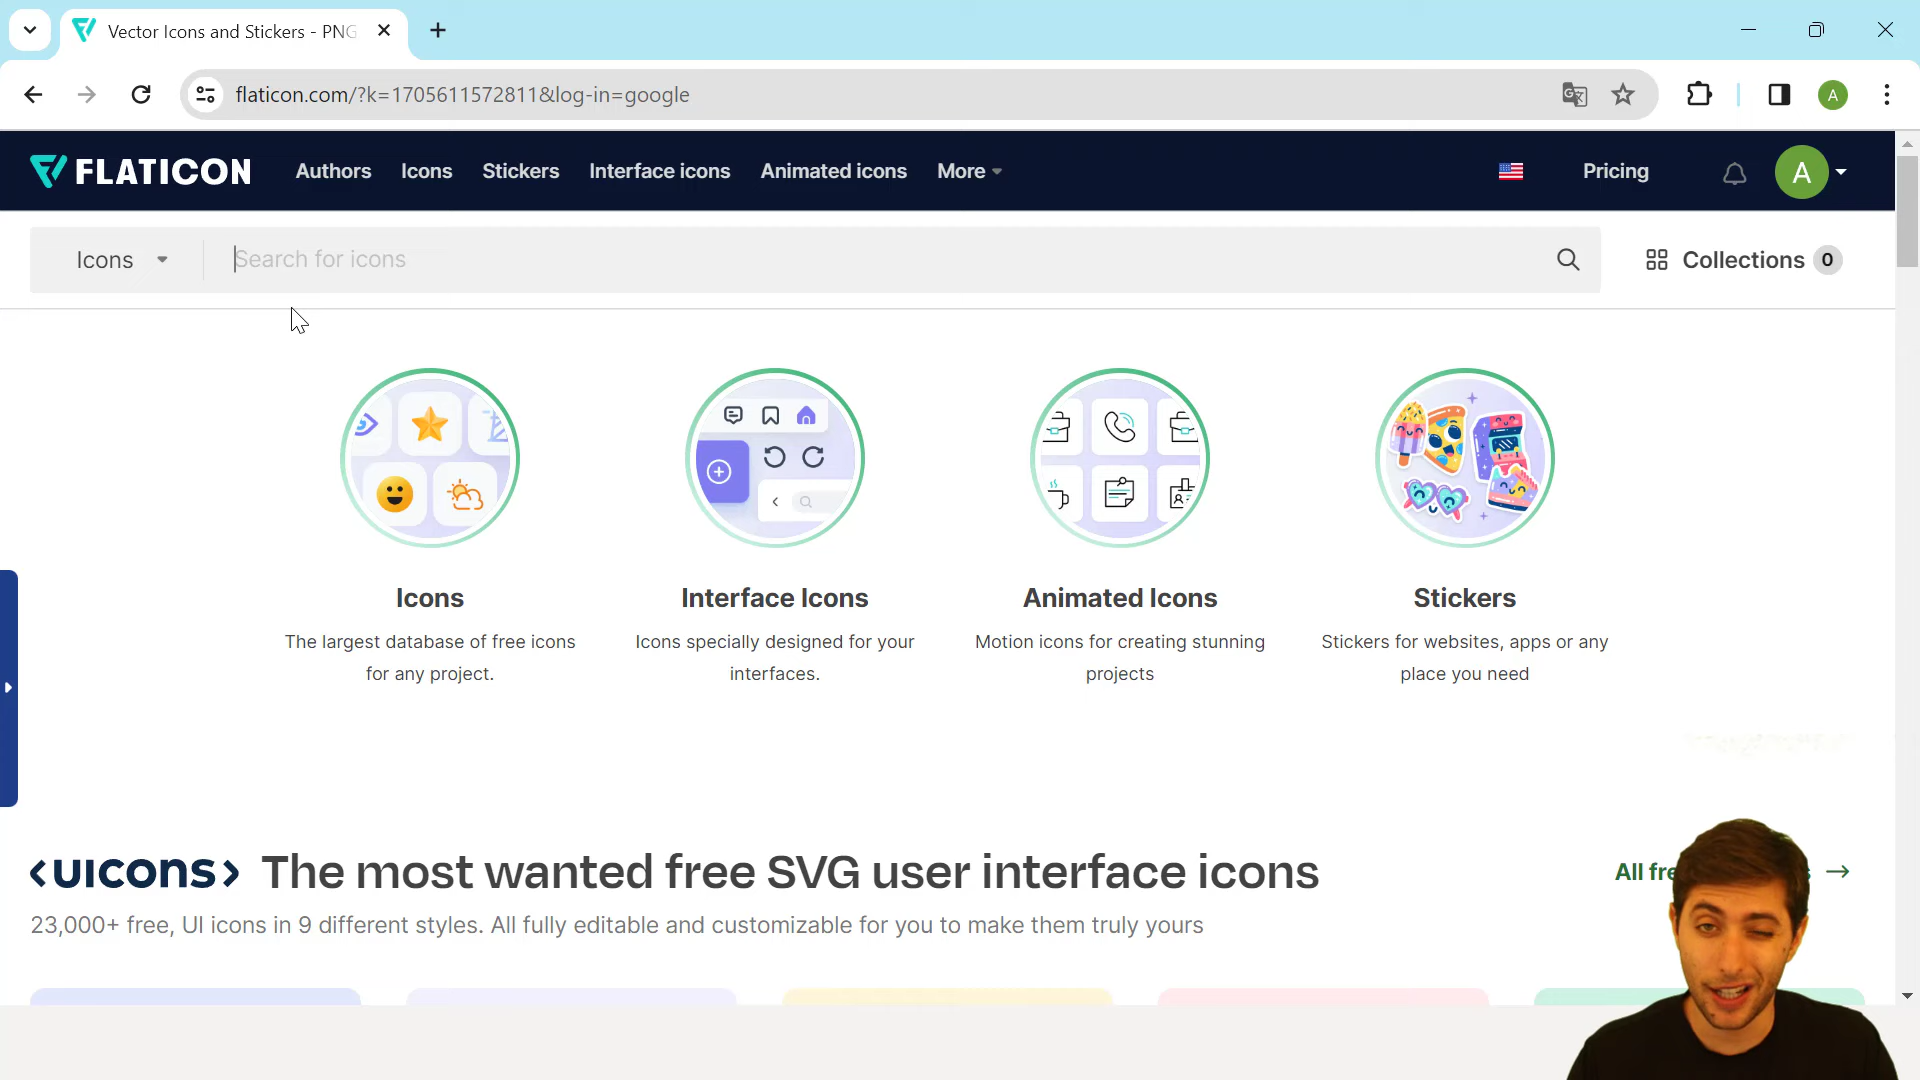 Vector Icons and Stickers - PNG
flaticon.com/?k=1705611572811&log-in=google
A
FLATICON
Authors
Icons
Stickers
Interface icons
Animated icons
More
Pricing
A
Icons
Search for icons
Collections
0
Icons
The largest database of free icons
for any project.
Interface Icons
Icons specially designed for your
interfaces.
Animated Icons
Motion icons for creating stunning
projects
Stickers
Stickers for websites, apps or any
place you need
<uicons>
The most wanted free SVG user interface icons
All
23,000+ free, UI icons in 9 different styles. All fully editable and customizable for you to make them truly yours